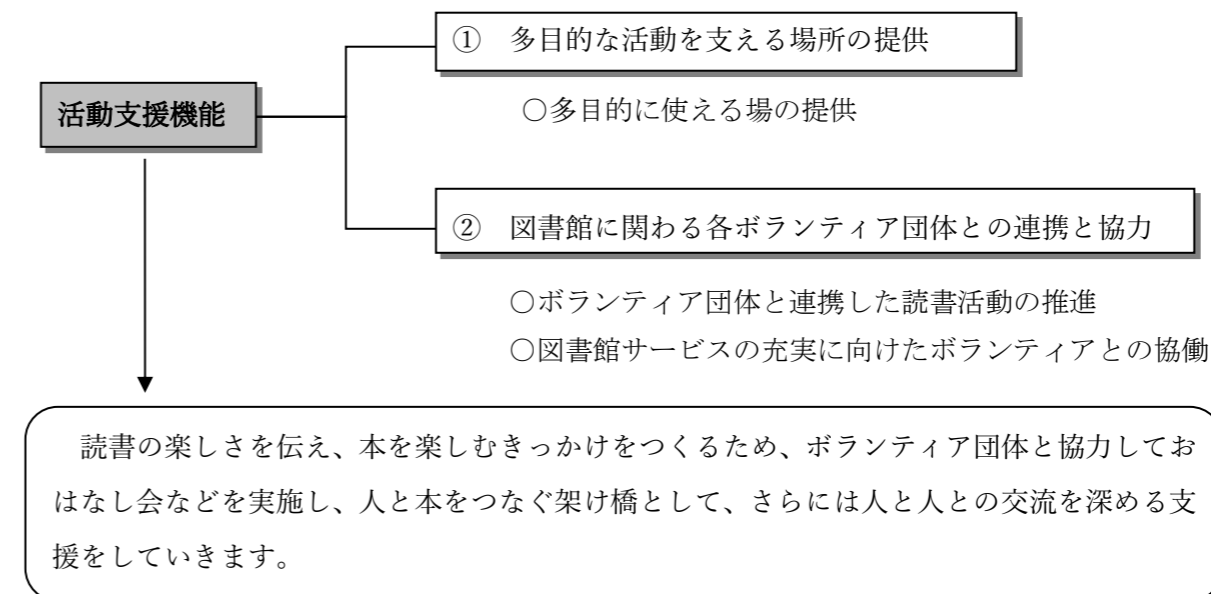 ① 多目的な活動を支える場所の提供
活動支援機能
○多目的に使える場の提供
② 図書館に関わる各ボランティア団体との連携と協力
○ボランティア団体と連携した読書活動の推進
○図書館サービスの充実に向けたボランティアとの協働
読書の楽しさを伝え、本を楽しむきっかけをつくるため、ボランティア団体と協力してお
はなし会などを実施し、人と本をつなぐ架け橋として、さらには人と人との交流を深める支
援をしていきます。